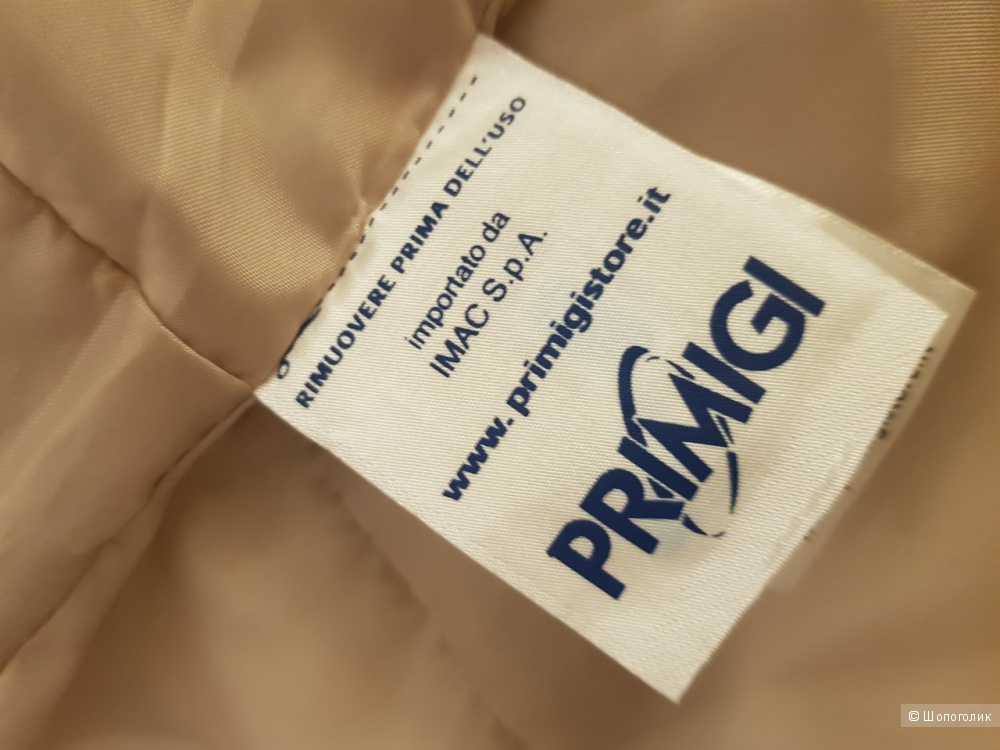 RIMUOVERE PRIMA DELL'USO
importato da
IMAC S.p.A.
www.primigistore.it
PRIMIGI
© Шопоголик